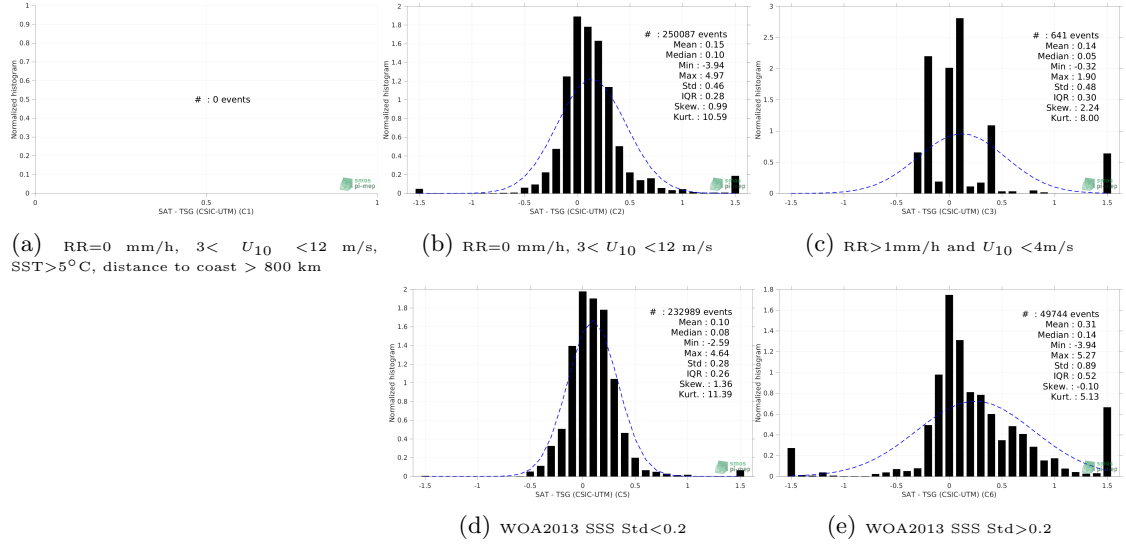 1
0.9
0.8
0.7
0.6
0.5
0.4
0.3
0.2
0.1
0
Normalized histogram
# : 0 events
0
0.5
1
SAT - TSG (CSIC-UTM) (C1)
smos
pi-mep
(a) RR=0 mm/h, 3< U10 <12 m/s,
SST>5°C, distance to coast > 800 km
2
1.8
1.6
1.4
1.2
1
0.8
0.6
0.4
0.2
0
Normalized histogram
# : 250087 events
Mean : 0.15
Median : 0.10
Min : -3.94
Max : 4.97
Std : 0.46
IQR : 0.28
Skew. : 0.99
Kurt. : 10.59
-1.5
-1
-0.5
0
0.5
1
1.5
SAT - TSG (CSIC-UTM) (C2)
smos
pi-mep
(b) RR=0 mm/h, 3< U10 <12 m/s
3
2.5
2
1.5
1
0.5
0
Normalized histogram
# : 641 events
Mean : 0.14
Median : 0.05
Min : -0.32
Max : 1.90
Std : 0.48
IQR : 0.30
Skew. : 2.24
Kurt. : 8.00
-1.5
-1
-0.5
0
0.5
1
1.5
SAT - TSG (CSIC-UTM) (C3)
smos
pi-mep
(c) RR>1mm/h and U10 <4m/s
2
1.8
1.6
1.4
1.2
1
0.8
0.6
0.4
0.2
0
Normalized histogram
# : 232989 events
Mean : 0.10
Median : 0.08
Min : -2.59
Max : 4.64
Std : 0.28
IQR : 0.26
Skew. : 1.36
Kurt. : 11.39
-1.5
-1
-0.5
0
0.5
1
1.5
SAT - TSG (CSIC-UTM) (C5)
smos
pi-mep
(d) WOA2013 SSS Std<0.2
1.8
1.6
1.4
1.2
1
0.8
0.6
0.4
0.2
0
Normalized histogram
# : 49744 events
Mean : 0.31
Median : 0.14
Min : -3.94
Max : 5.27
Std : 0.89
IQR : 0.52
Skew. : -0.10
Kurt. : 5.13
-1.5
-1
-0.5
0
0.5
1
1.5
SAT - TSG (CSIC-UTM) (C6)
smos
pi-mep
(e) WOA2013 SSS Std>0.2